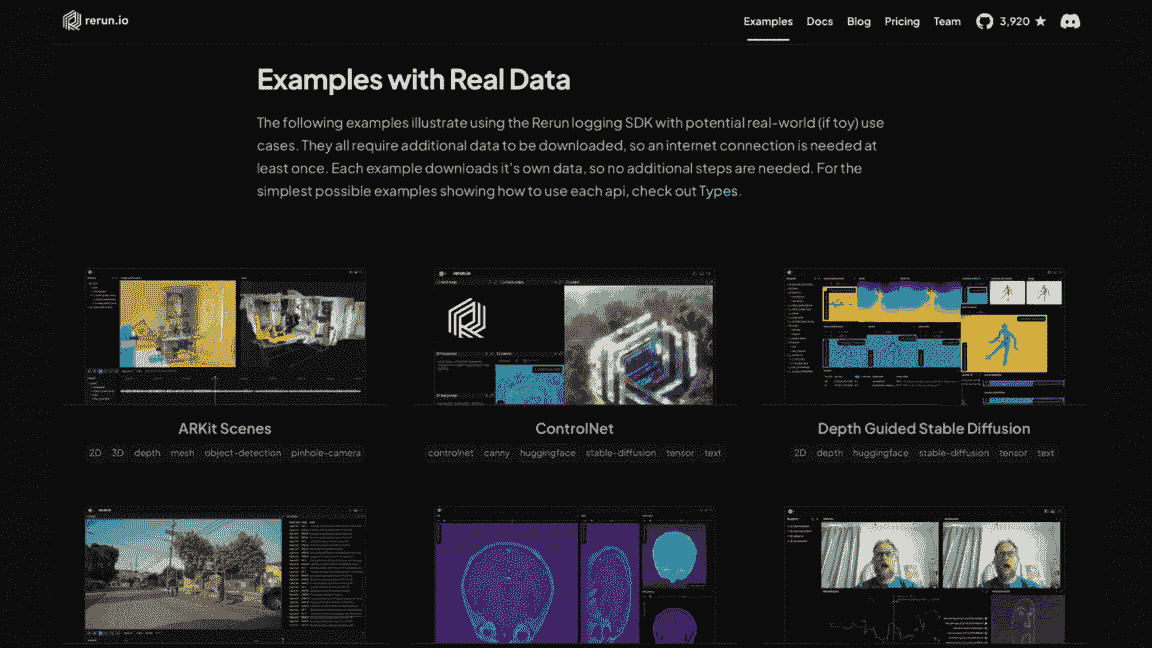 rerun.io
Examples Docs Blog Pricing Team 3,920 ★
Examples with Real Data
The following examples illustrate using the Rerun logging SDK with potential real-world (if toy) use
cases. They all require additional data to be downloaded, so an internet connection is needed at
least once. Each example downloads it's own data, so no additional steps are needed. For the
simplest possible examples showing how to use each api, check out Types.
ARKit Scenes
2D 3D depth mesh object-detection pinhole-camera
ControlNet
controlnet canny huggingface stable-diffusion tensor text
Depth Guided Stable Diffusion
2D depth huggingface stable-diffusion tensor text